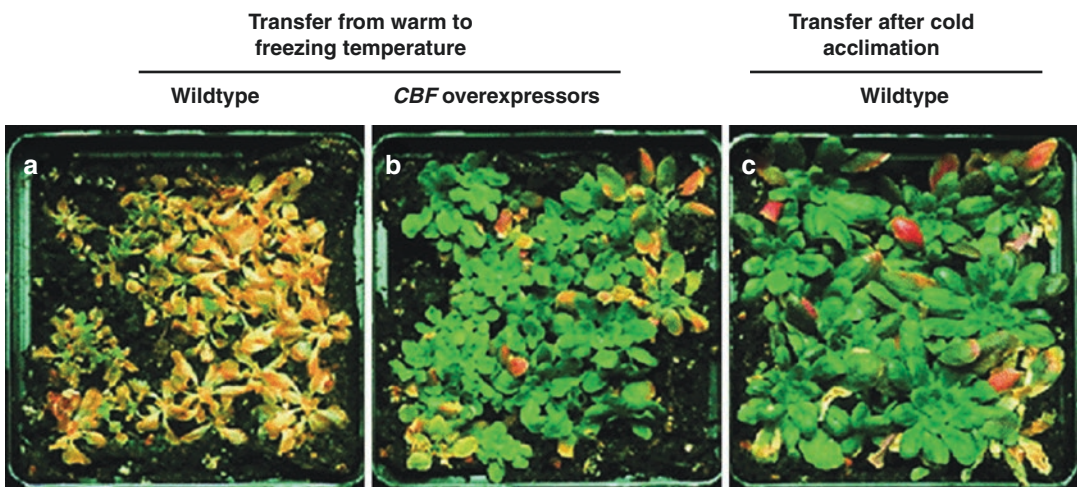 Transfer from warm to
freezing temperature
Transfer after cold
acclimation
Wildtype
CBF overexpressors
Wildtype
a
b
c